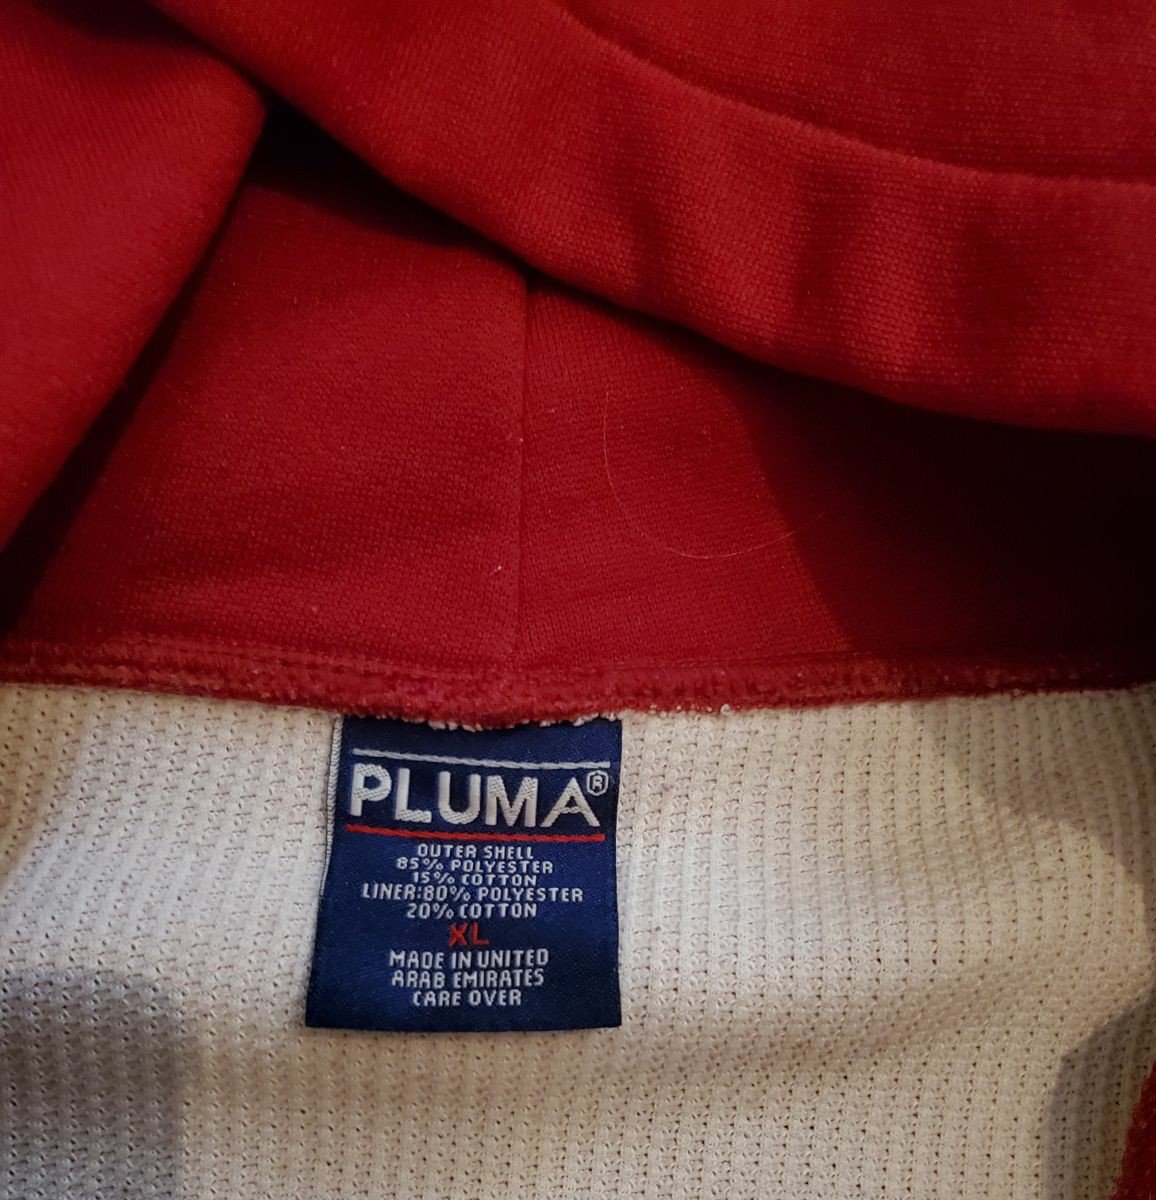 PLUMA®
OUTER SHELL
85% POLYESTER
15% COTTON
LINER:80% POLYESTER
20% COTTON
XL
MADE IN UNITED
ARAB EMIRATES
CARE OVER